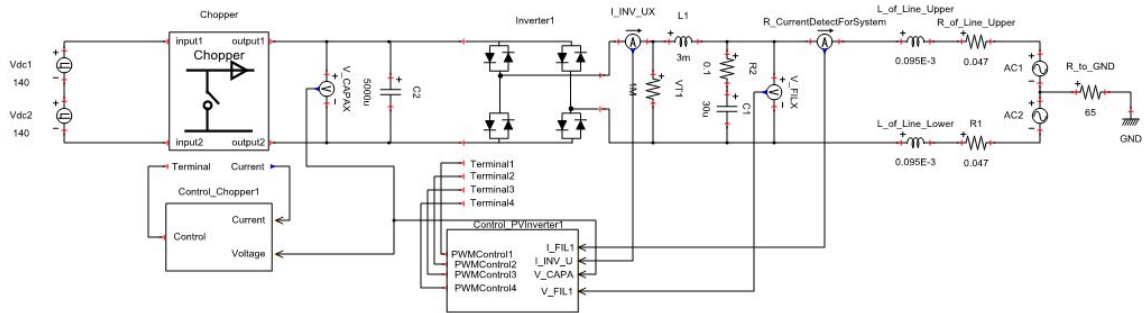 Chopper
Vdc1
140
Vdc2
140
input1
output1
Chopper
input2
output2
V_CAPAX
V
5000u
C2
Inverter1
I_INV_UX
A
1M
VT1
L1
3m
R2
0.1
C1
30u
V_FILX
V
R_CurrentDetectForSystem
A
L_of_Line_Upper
0.095E-3
R_of_Line_Upper
0.047
AC1
AC2
R_to_GND
65
GND
L_of_Line_Lower
0.095E-3
R1
0.047
Terminal
Current
Control_Chopper1
Current
Control
Voltage
Terminal1
Terminal2
Terminal3
Terminal4
Control_PVInverter1
PWMControl1
PWMControl2
PWMControl3
PWMControl4
I_FIL1
I_INV_U
V_CAPA
V_FIL1